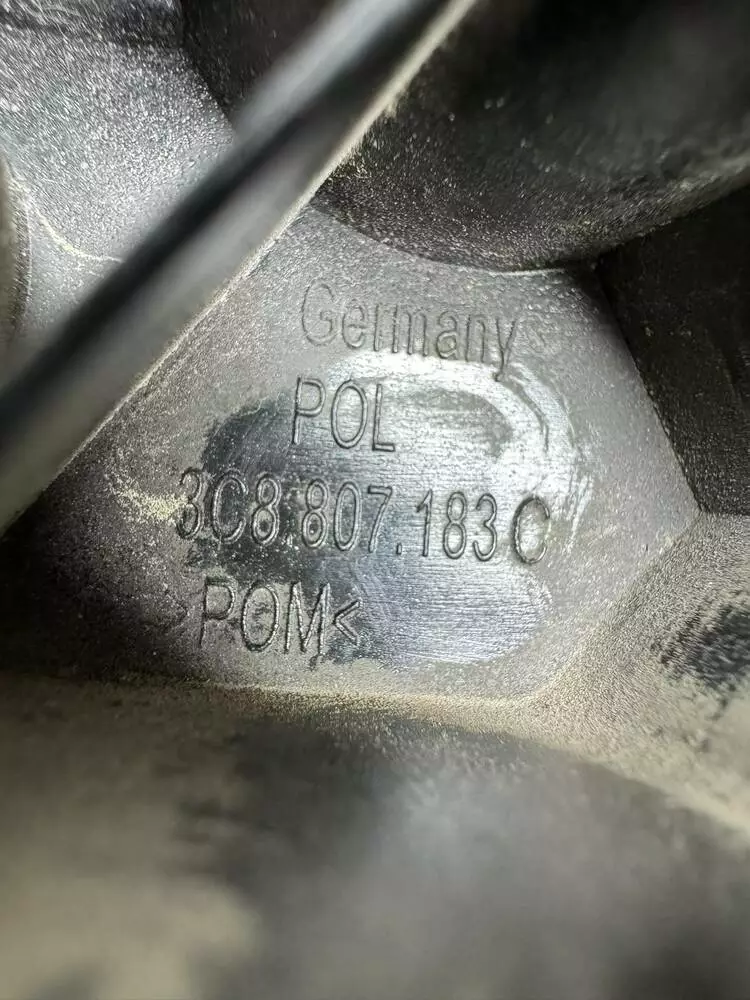 Germany
POL
3C8.807.183 C
>POM<